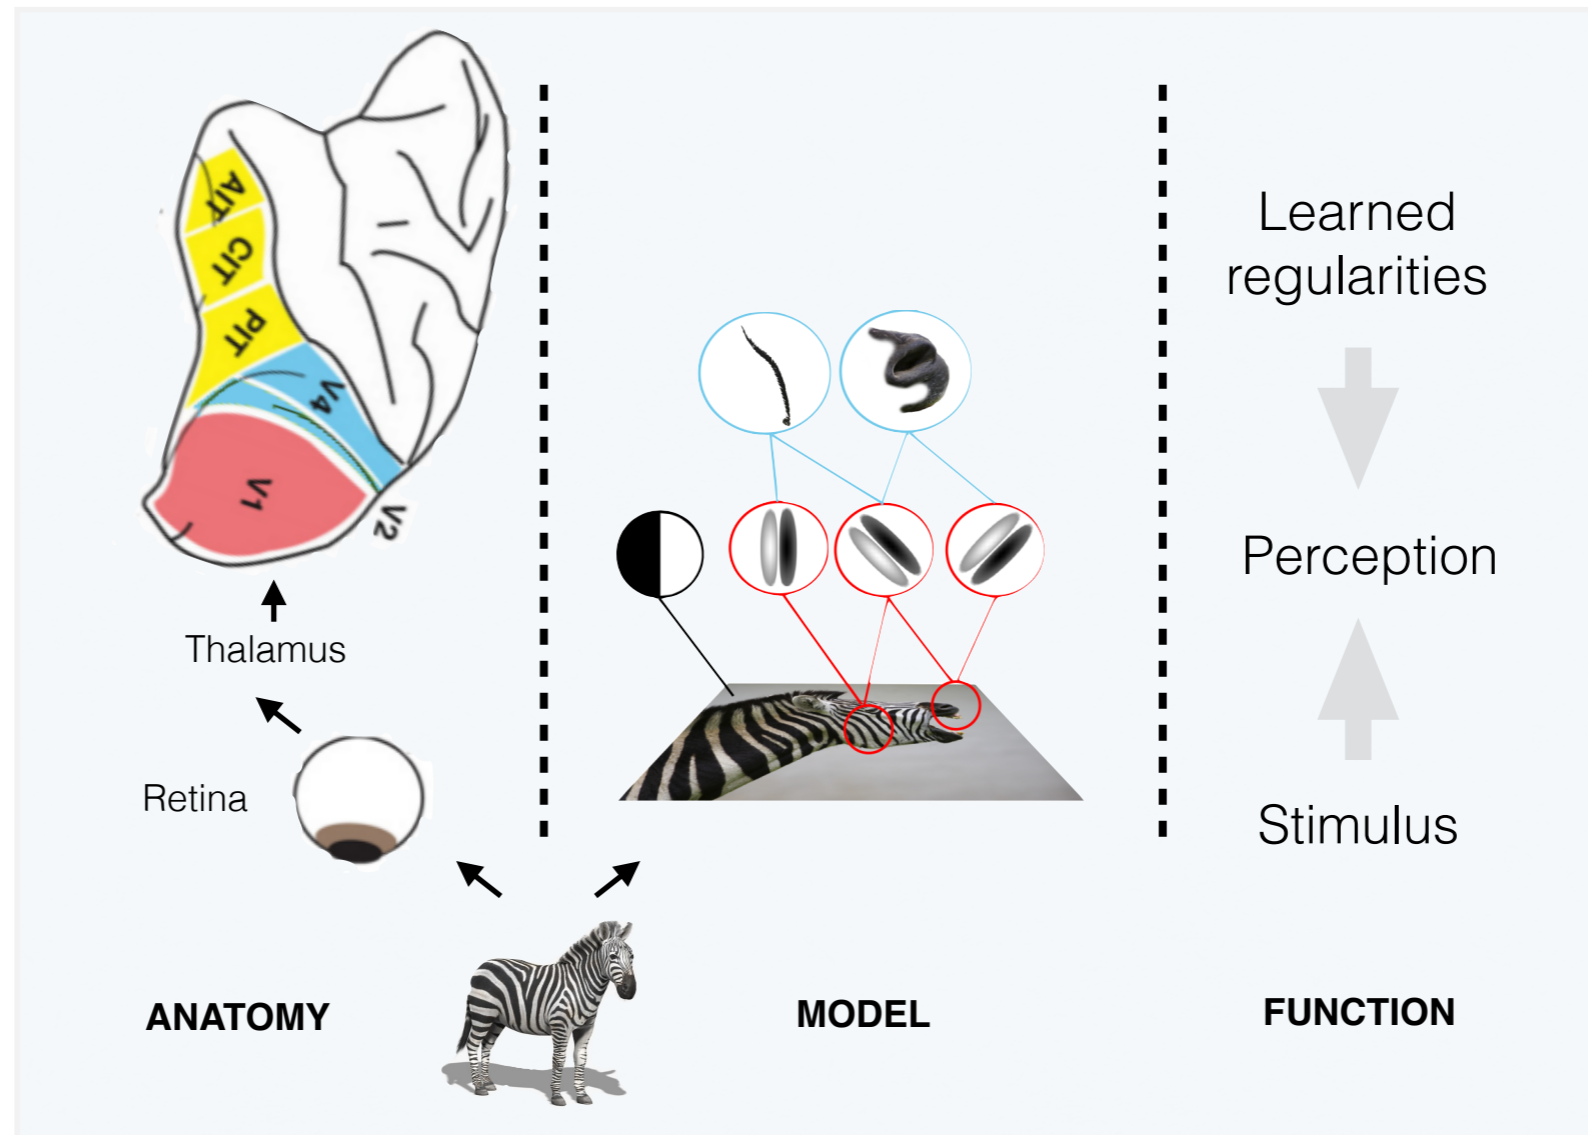 AIT
CIT
PIT
V4
V1
V2
Thalamus
Retina
ANATOMY
MODEL
Learned
regularities
Perception
Stimulus
FUNCTION